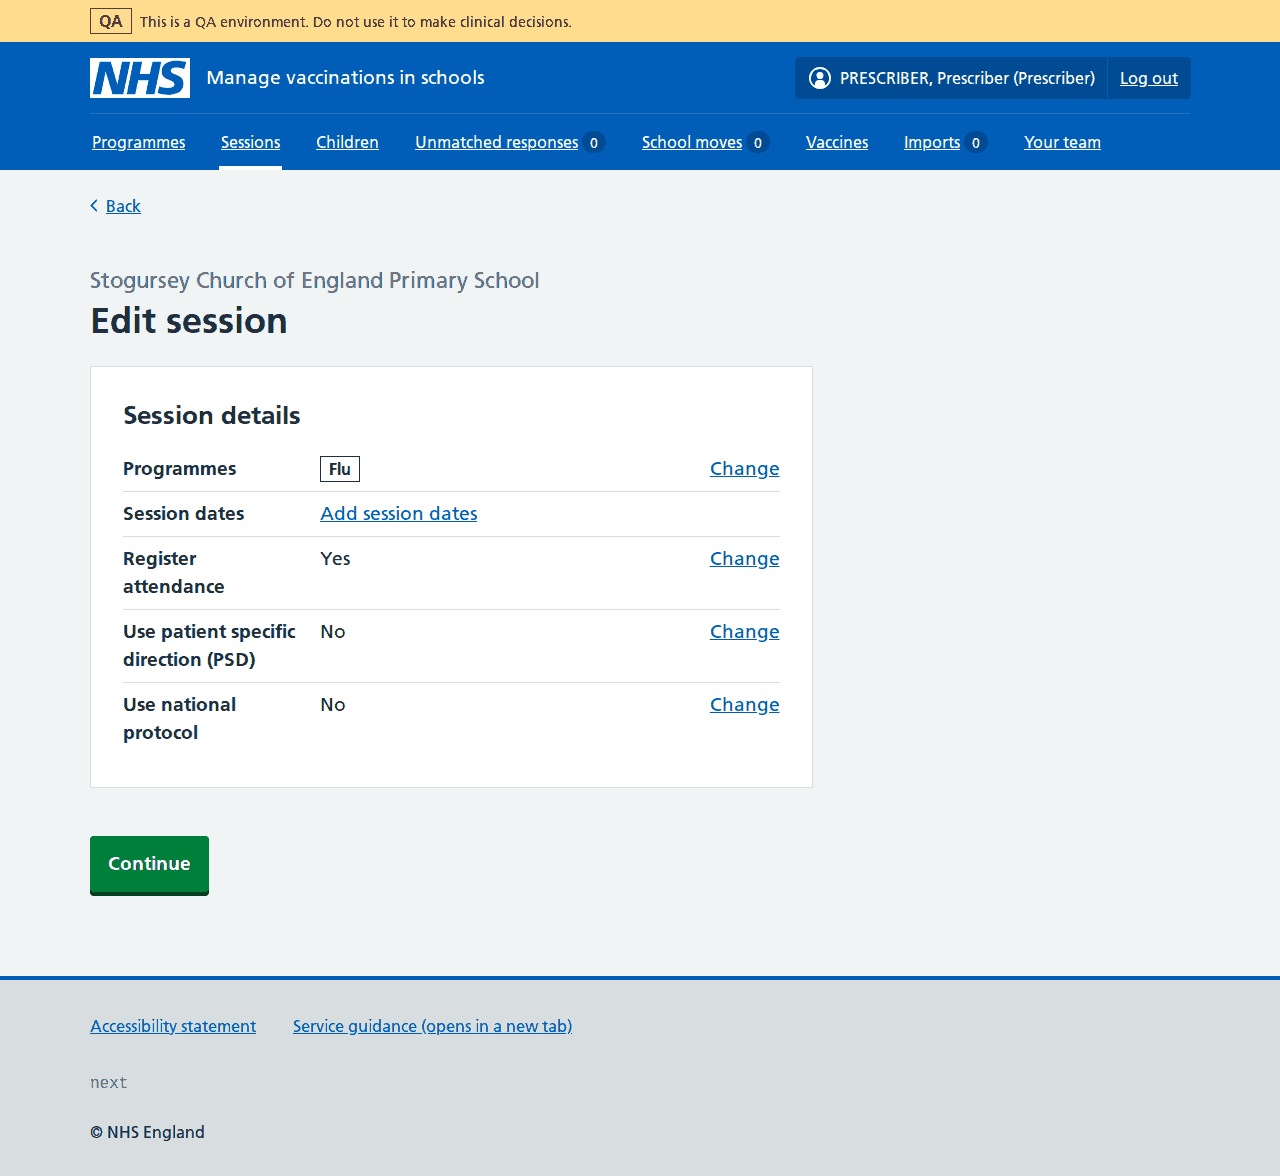 QA This is a QA environment. Do not use it to make clinical decisions.
NHS Manage vaccinations in schools PRESCRIBER, Prescriber (Prescriber) Log out
Programmes Sessions Children Unmatched responses 0 School moves 0 Vaccines Imports 0 Your team
Back
Stogursey Church of England Primary School
Edit session
Session details
Programmes Flu Change
Session dates Add session dates
Register Yes Change
attendance
Use patient specific No Change
direction (PSD)
Use national No Change
protocol
Continue
Accessibility statement Service guidance (opens in a new tab)
next
© NHS England